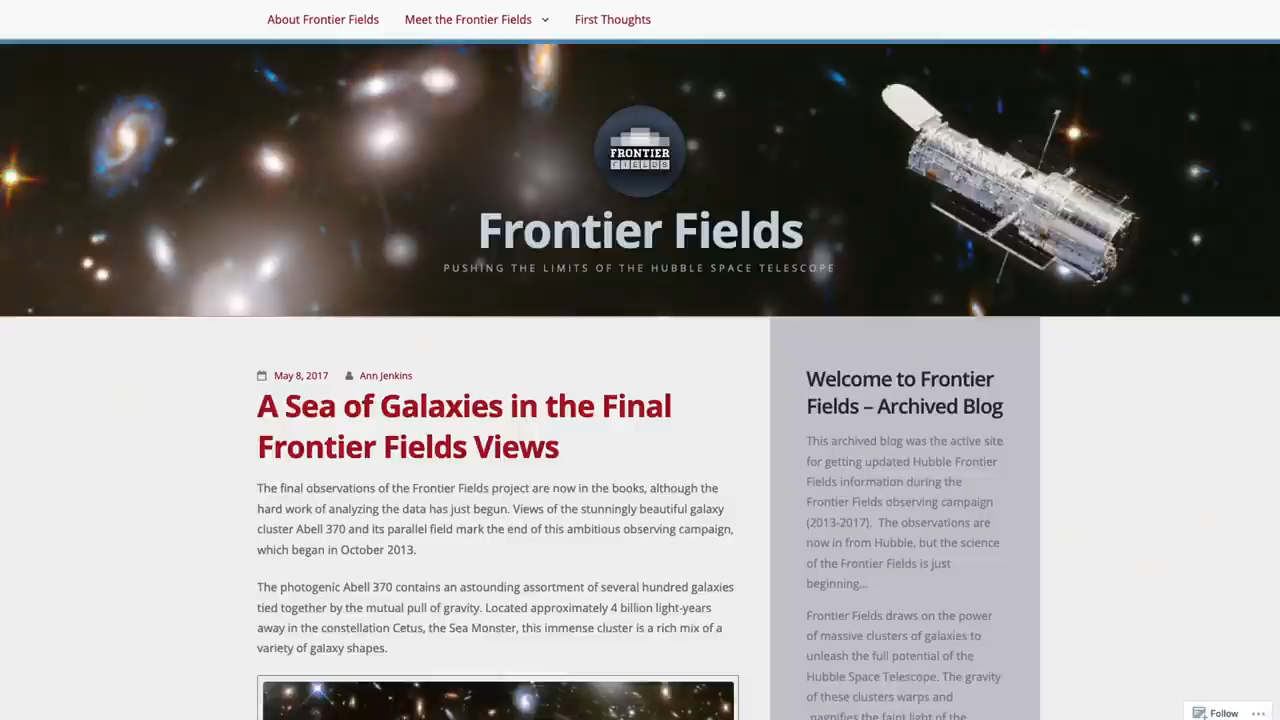 About Frontier Fields
Meet the Frontier Fields
First Thoughts
FRONTIER
FIELDS
Frontier Fields
PUSHING THE LIMITS OF THE HUBBLE SPACE TELESCOPE
May 8, 2017
Ann Jenkins
A Sea of Galaxies in the Final
Frontier Fields Views
The final observations of the Frontier Fields project are now in the books, although the
hard work of analyzing the data has just begun. Views of the stunningly beautiful galaxy
cluster Abell 370 and its parallel field mark the end of this ambitious observing campaign,
which began in October 2013.
The photogenic Abell 370 contains an astounding assortment of several hundred galaxies
tied together by the mutual pull of gravity. Located approximately 4 billion light-years
away in the constellation Cetus, the Sea Monster, this immense cluster is a rich mix of a
variety of galaxy shapes.
Welcome to Frontier
Fields – Archived Blog
This archived blog was the active site
for getting updated Hubble Frontier
Fields information during the
Frontier Fields observing campaign
(2013-2017). The observations are
now in from Hubble, but the science
of the Frontier Fields is just
beginning…
Frontier Fields draws on the power
of massive clusters of galaxies to
unleash the full potential of the
Hubble Space Telescope. The gravity
of these clusters warps and
magnifies the faint light of the
Follow